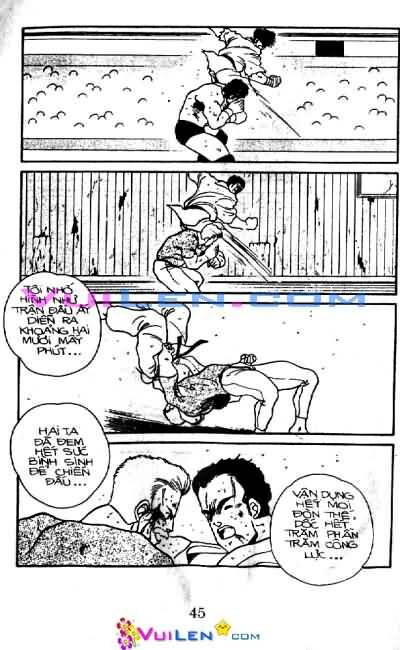 TÔI NHỚ
HÌNH NHƯ
TRẬN ĐẤU ẤY
DIỄN RA
KHOẢNG HAI
MƯƠI MẤY
PHÚT...
VUILEN.COM
HAI TA
ĐÃ ĐEM
HẾT SỨC
BÌNH SINH
ĐỂ CHIẾN
ĐẤU...
VẬN DỤNG
HẾT MỌI
ĐÒN THẾ,
DỐC HẾT
TRĂM PHẦN
TRĂM CÔNG
LỰC...
45
VUILEN.COM